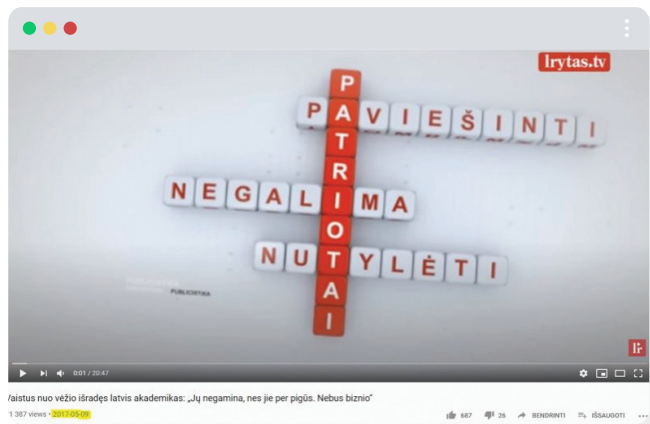 lrytas.tv
PATRIOTAI
PAVIEŠINTI
NEGALIMA
NUTYLĖTI
PUBLICISTIKA
0:01 / 20:47
Vaistus nuo vėžio išradęs latvis akademikas: „Jų negamina, nes jie per pigūs. Nebus biznio“
1 387 views • 2017-05-09
687
26
BENDRINTI
IŠSAUGOTI